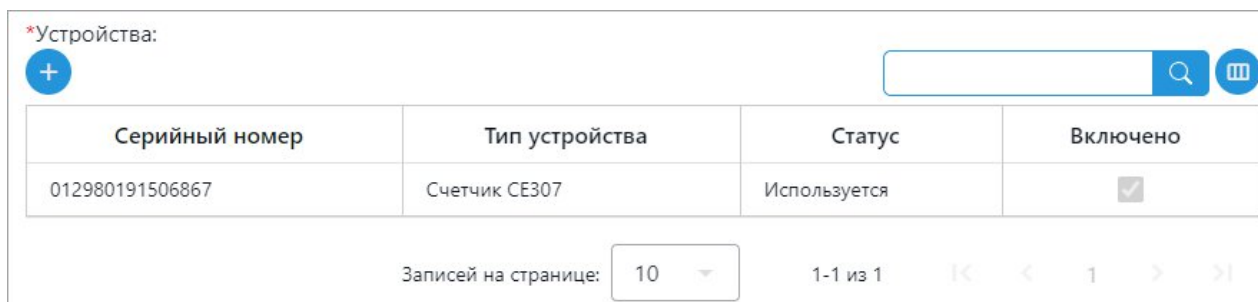 *Устройства:
Серийный номер Тип устройства Статус Включено
012980191506867 Счетчик СЕ307 Используется
Записей на странице: 10 1-1 из 1 1